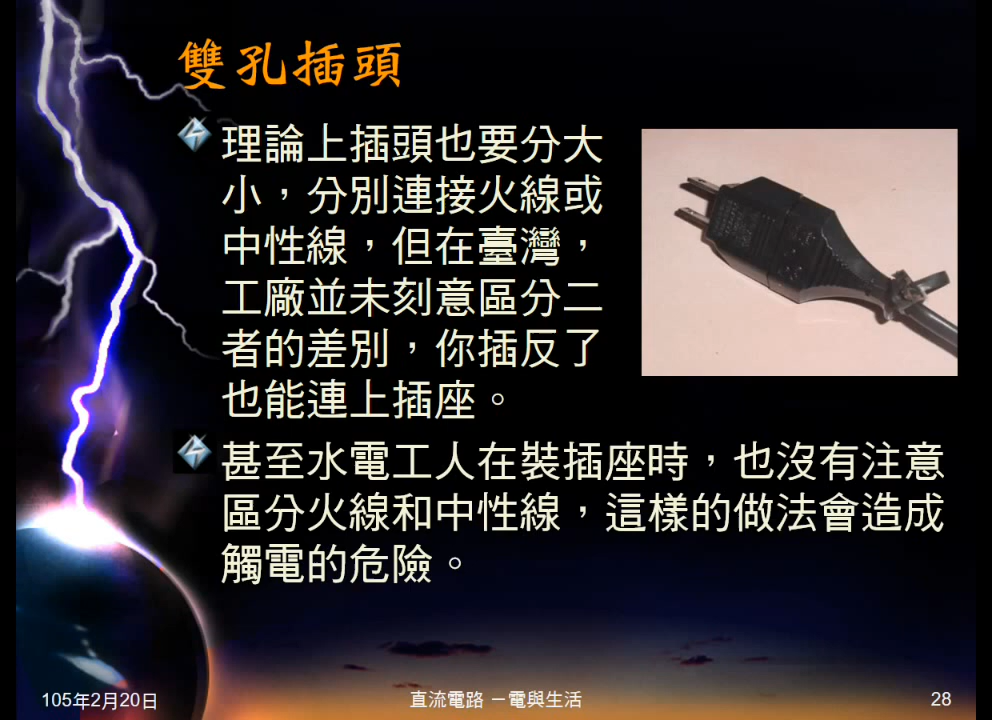 雙孔插頭
理論上插頭也要分大
小，分別連接火線或
中性線，但在臺灣，
工廠並未刻意區分二
者的差別，你插反了
也能連上插座。
甚至水電工人在裝插座時，也沒有注意
區分火線和中性線，這樣的做法會造成
觸電的危險。
105年2月20日
直流電路 －電與生活
28